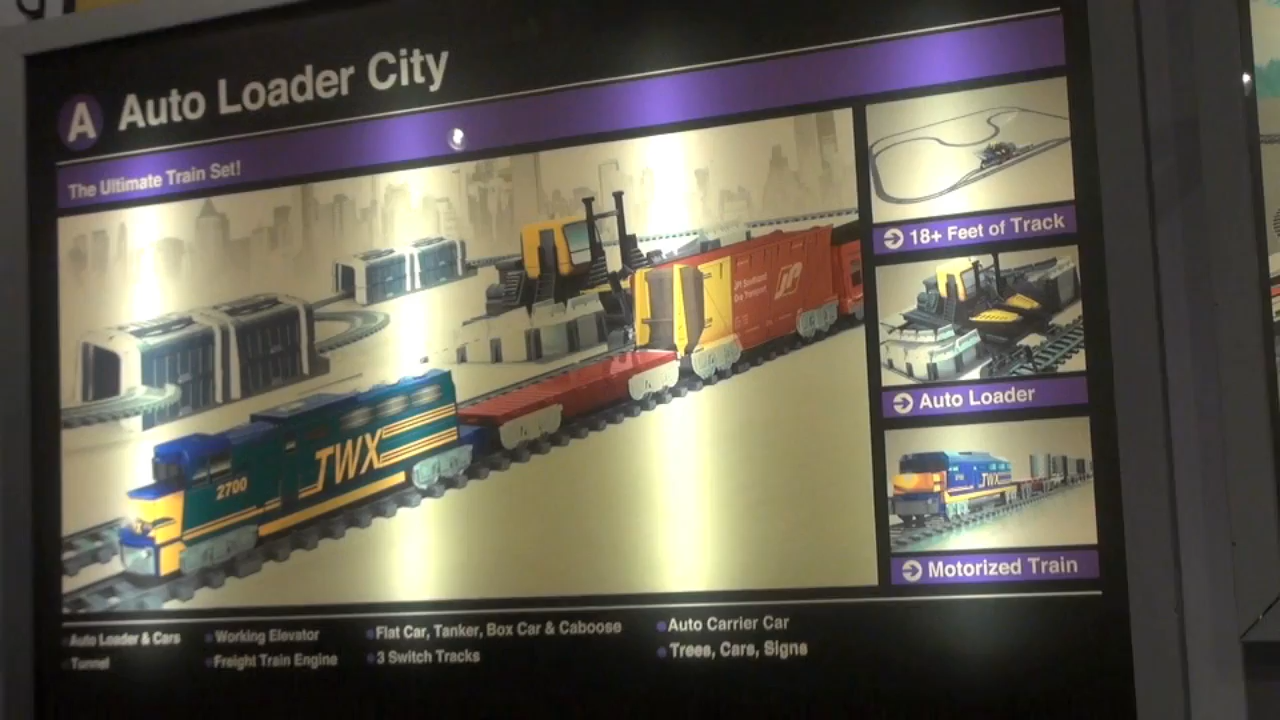 A Auto Loader City
The Ultimate Train Set!
18+ Feet of Track
Auto Loader
Motorized Train
2700
TWX
TWX
Auto Loader & Cars
Tunnel
Working Elevator
Freight Train Engine
Flat Car, Tanker, Box Car & Caboose
3 Switch Tracks
Auto Carrier Car
Trees, Cars, Signs